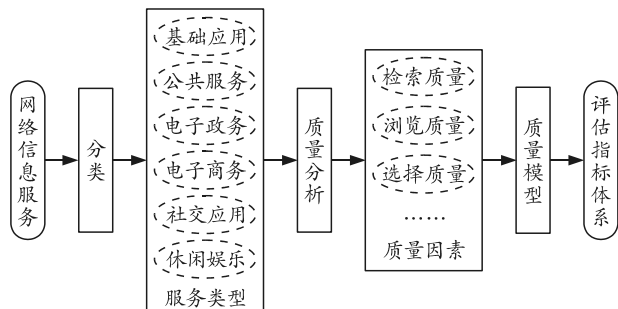 网络信息服务
分类
基础应用
公共服务
电子政务
电子商务
社交应用
休闲娱乐
服务类型
质量分析
检索质量
浏览质量
选择质量
……
质量因素
质量模型
评估指标体系